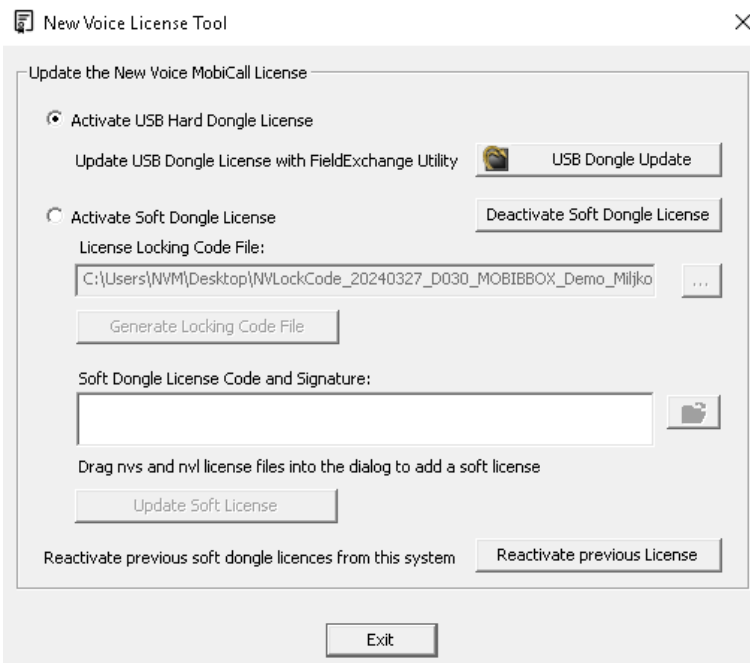 New Voice License Tool
Update the New Voice MobiCall License
Activate USB Hard Dongle License
Update USB Dongle License with FieldExchange Utility
USB Dongle Update
Activate Soft Dongle License
Deactivate Soft Dongle License
License Locking Code File:
C:\Users\NVM\Desktop\NVLockCode_20240327_D030_MOBIBBOX_Demo_Miljko
...
Generate Locking Code File
Soft Dongle License Code and Signature:
Drag nvs and nvl license files into the dialog to add a soft license
Update Soft License
Reactivate previous soft dongle licences from this system
Reactivate previous License
Exit